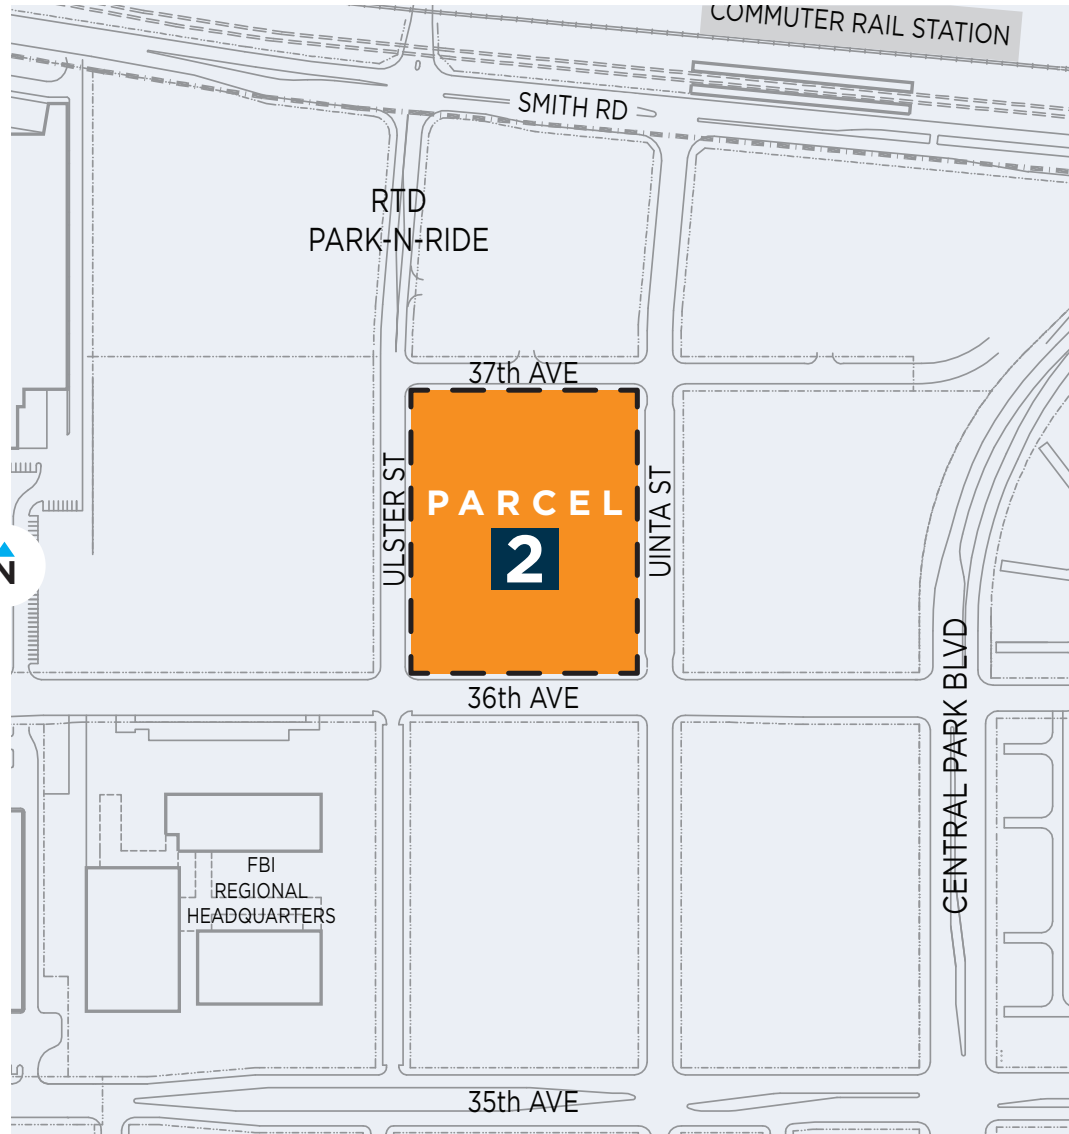 COMMUTER RAIL STATION
SMITH RD
RTD
PARK-N-RIDE
37th AVE
ULSTER ST
PARCEL
2
UINTA ST
N
36th AVE
CENTRAL PARK BLVD
FBI
REGIONAL
HEADQUARTERS
35th AVE